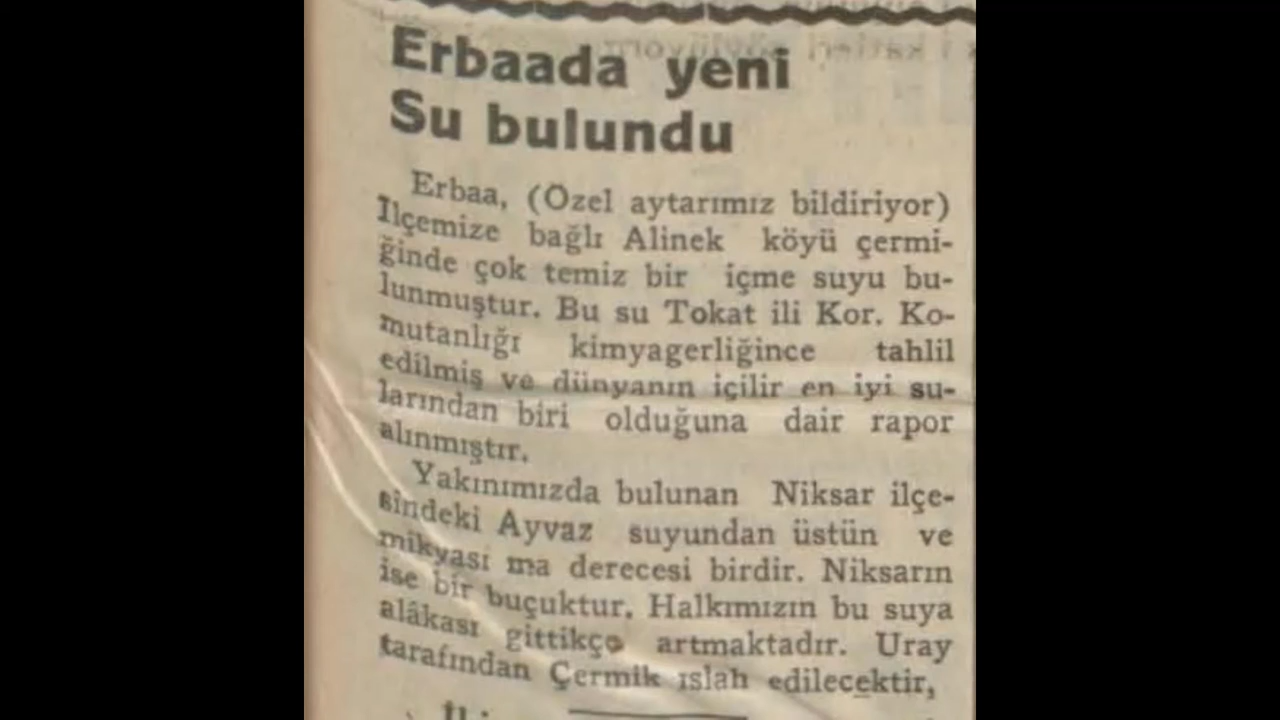 Erbaada yeni
Su bulundu
Erbaa, (Özel aytarımız bildiriyor)
İlçemize bağlı Alinek köyü çermi-
ğinde çok temiz bir içme suyu bu-
lunmuştur. Bu su Tokat ili Kor. Ko-
mutanlığı kimyagerliğince tahlil
edilmiş ve dünyanın içilir en iyi su-
larından biri olduğuna dair rapor
alınmıştır.
Yakınımızda bulunan Niksar ilçe-
sindeki Ayvaz suyundan üstün ve
mikyası ma derecesi birdir. Niksarın
ise bir buçuktur. Halkımızın bu suya
alâkası gittikçe artmaktadır. Uray
tarafından Çermik ıslah edilecektir,